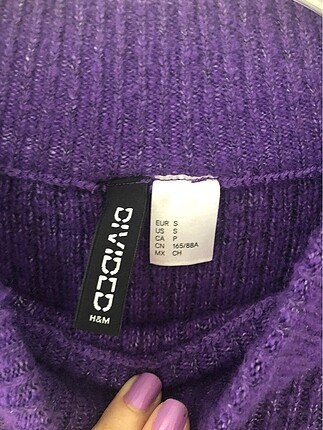 DIVIDED
H&M
EUR S
US S
CA P
CN 165/88A
MX CH